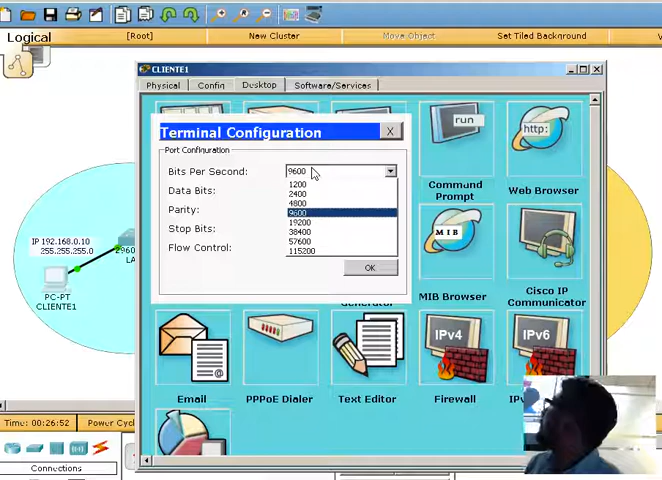 Logical
[Root]
New Cluster
Move Object
Set Tiled Background
CLIENTE1
Physical
Config
Desktop
Software/Services
Terminal Configuration
X
Port Configuration
Bits Per Second:
9600
1200
2400
4800
9600
19200
38400
57600
115200
Data Bits:
Parity:
Stop Bits:
Flow Control:
OK
run
http:
Command
Prompt
Web Browser
MIB
MIB Browser
Cisco IP
Communicator
IP 192.168.0.10
255.255.255.0
PC-PT
CLIENTE1
IPv4
IPv6
Email
PPPoE Dialer
Text Editor
Firewall
Time: 00:26:52
Power Cyc
Connections